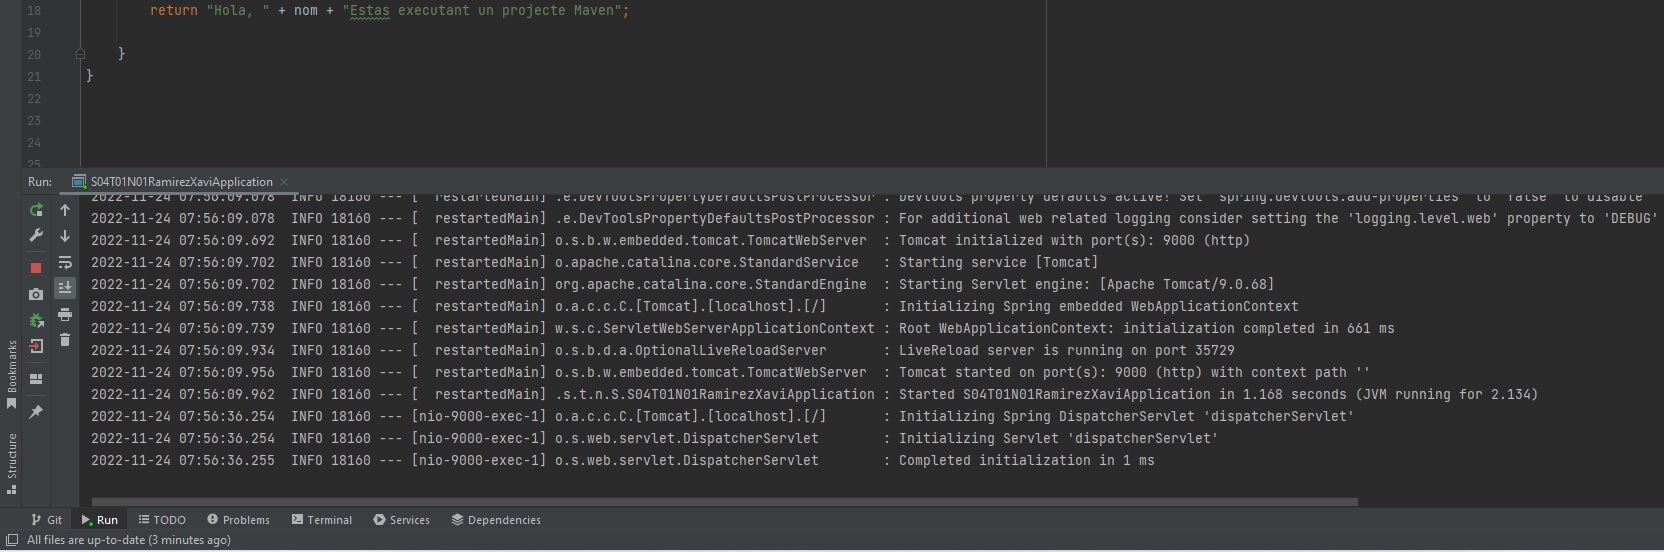 18 return "Hola, " + nom + "Estas executant un projecte Maven";
19
20 }
21 }
22
23
24
25
Run: S04T01N01RamirezXaviApplication
2022-11-24 07:56:09.078 INFO 18160 --- [ restartedMain] .e.DevToolsPropertyDefaultsPostProcessor : Devtools property defaults active! Set 'spring.devtools.add-properties' to 'false' to disable
2022-11-24 07:56:09.078 INFO 18160 --- [ restartedMain] .e.DevToolsPropertyDefaultsPostProcessor : For additional web related logging consider setting the 'logging.level.web' property to 'DEBUG'
2022-11-24 07:56:09.692 INFO 18160 --- [ restartedMain] o.s.b.w.embedded.tomcat.TomcatWebServer : Tomcat initialized with port(s): 9000 (http)
2022-11-24 07:56:09.702 INFO 18160 --- [ restartedMain] o.apache.catalina.core.StandardService : Starting service [Tomcat]
2022-11-24 07:56:09.702 INFO 18160 --- [ restartedMain] org.apache.catalina.core.StandardEngine : Starting Servlet engine: [Apache Tomcat/9.0.68]
2022-11-24 07:56:09.738 INFO 18160 --- [ restartedMain] o.a.c.c.C.[Tomcat].[localhost].[/] : Initializing Spring embedded WebApplicationContext
2022-11-24 07:56:09.739 INFO 18160 --- [ restartedMain] w.s.c.ServletWebServerApplicationContext : Root WebApplicationContext: initialization completed in 661 ms
2022-11-24 07:56:09.934 INFO 18160 --- [ restartedMain] o.s.b.d.a.OptionalLiveReloadServer : LiveReload server is running on port 35729
2022-11-24 07:56:09.956 INFO 18160 --- [ restartedMain] o.s.b.w.embedded.tomcat.TomcatWebServer : Tomcat started on port(s): 9000 (http) with context path ''
2022-11-24 07:56:09.962 INFO 18160 --- [ restartedMain] .s.t.n.S.S04T01N01RamirezXaviApplication : Started S04T01N01RamirezXaviApplication in 1.168 seconds (JVM running for 2.134)
2022-11-24 07:56:36.254 INFO 18160 --- [nio-9000-exec-1] o.a.c.c.C.[Tomcat].[localhost].[/] : Initializing Spring DispatcherServlet 'dispatcherServlet'
2022-11-24 07:56:36.254 INFO 18160 --- [nio-9000-exec-1] o.s.web.servlet.DispatcherServlet : Initializing Servlet 'dispatcherServlet'
2022-11-24 07:56:36.255 INFO 18160 --- [nio-9000-exec-1] o.s.web.servlet.DispatcherServlet : Completed initialization in 1 ms
Bookmarks
Structure
Git Run TODO Problems Terminal Services Dependencies
All files are up-to-date (3 minutes ago)